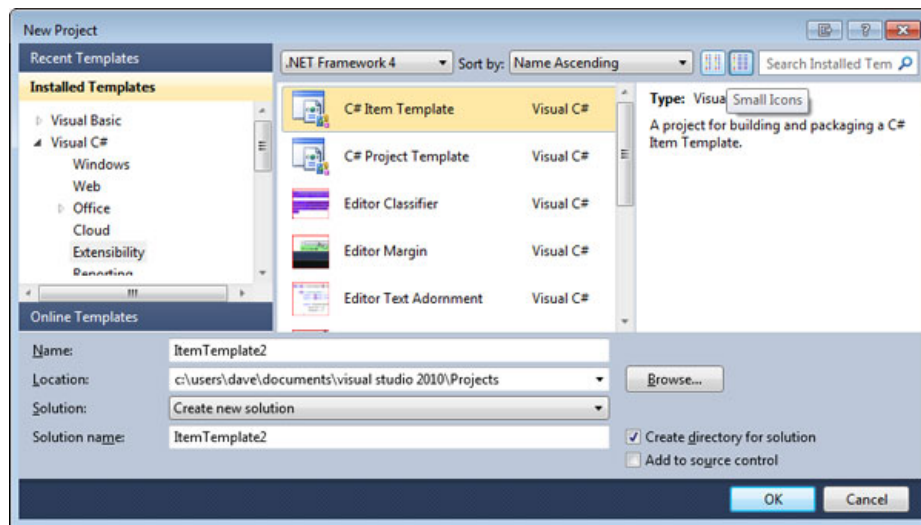 New Project
Recent Templates
.NET Framework 4 Sort by: Name Ascending Search Installed Tem
Installed Templates
Visual Basic
Visual C#
Windows
Web
Office
Cloud
Extensibility
Reporting
Online Templates
C# Item Template Visual C#
C# Project Template Visual C#
Editor Classifier Visual C#
Editor Margin Visual C#
Editor Text Adornment Visual C#
Type: Visua Small Icons
A project for building and packaging a C#
Item Template.
Name: ItemTemplate2
Location: c:\users\dave\documents\visual studio 2010\Projects Browse...
Solution: Create new solution
Solution name: ItemTemplate2
Create directory for solution
Add to source control
OK Cancel